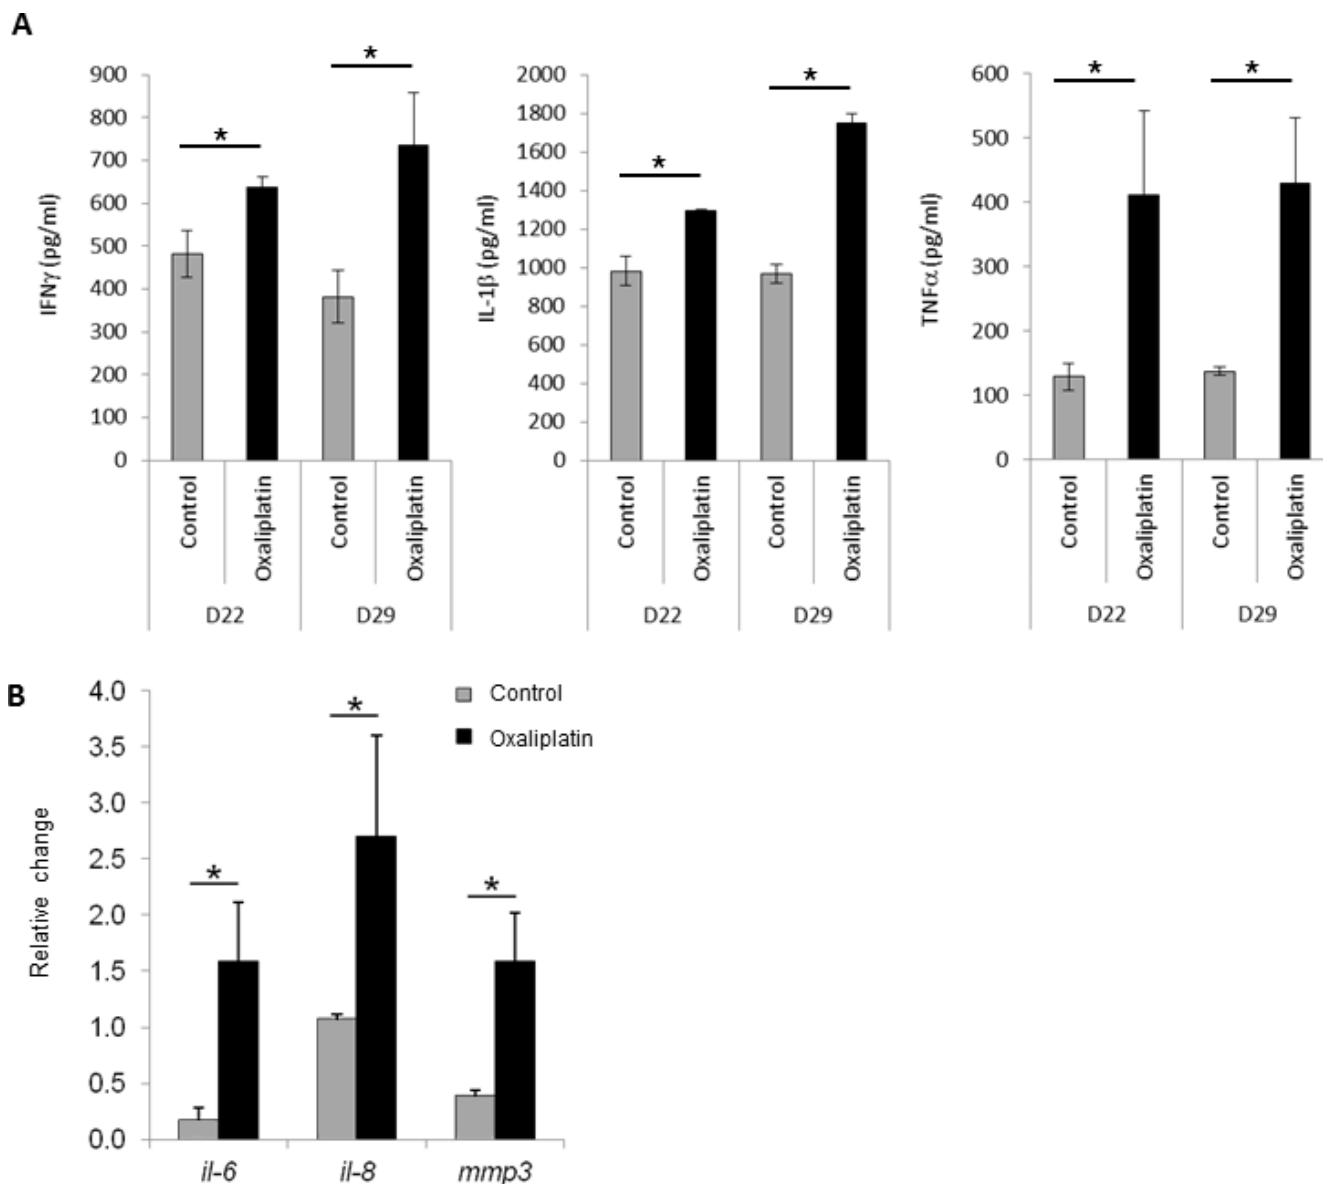 A
IFNγ (pg/ml)
900
800
700
600
500
400
300
200
100
0
*
*
Control
Oxaliplatin
Control
Oxaliplatin
D22
D29
IL-1β (pg/ml)
2000
1800
1600
1400
1200
1000
800
600
400
200
0
*
*
Control
Oxaliplatin
Control
Oxaliplatin
D22
D29
TNFα (pg/ml)
600
500
400
300
200
100
0
*
*
Control
Oxaliplatin
Control
Oxaliplatin
D22
D29
B
Relative change
4.0
3.5
3.0
2.5
2.0
1.5
1.0
0.5
0.0
*
*
*
Control
Oxaliplatin
il-6
il-8
mmp3